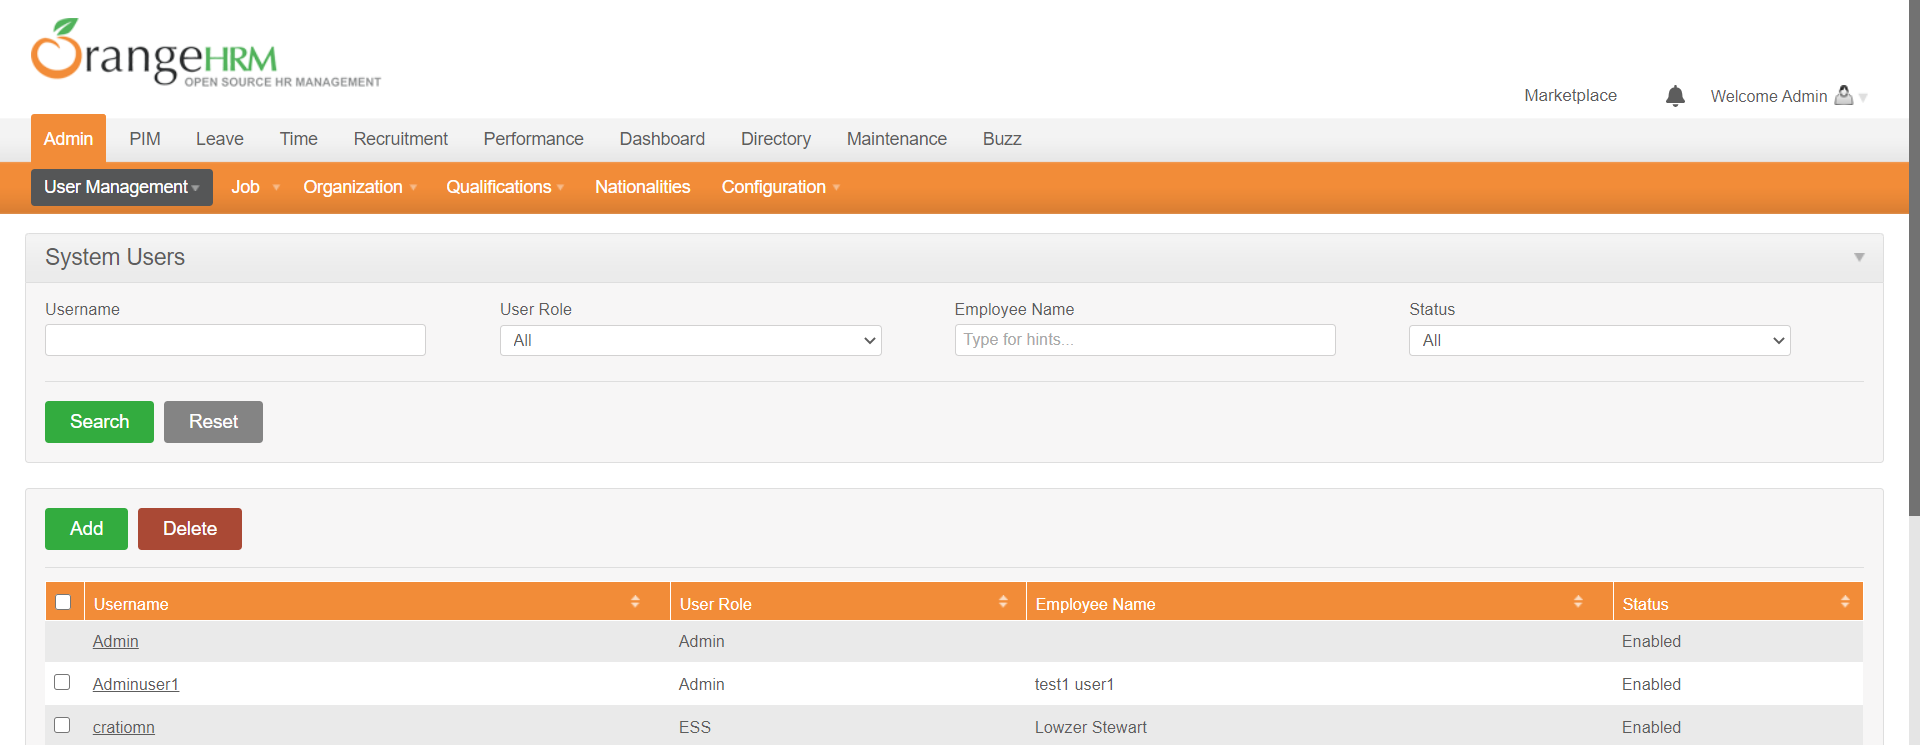 OrangeHRM
OPEN SOURCE HR MANAGEMENT
Marketplace Welcome Admin
Admin PIM Leave Time Recruitment Performance Dashboard Directory Maintenance Buzz
User Management Job Organization Qualifications Nationalities Configuration
System Users
Username User Role Employee Name Status
All Type for hints... All
Search Reset
Add Delete
Username User Role Employee Name Status
Admin Admin Enabled
Adminuser1 Admin test1 user1 Enabled
cratiomn ESS Lowzer Stewart Enabled